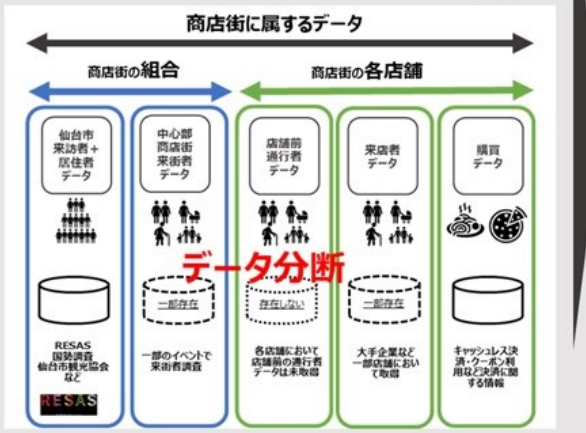 商店街に属するデータ
商店街の組合
商店街の各店舗
仙台市
来訪者+
居住者
データ
中心部
商店街
来街者
データ
店舗前
通行者
データ
来店者
データ
購買
データ
データ分断
一部存在
存在しない
一部存在
RESAS
国勢調査
仙台市観光協会
など
RESAS
一部のイベントで
来街者調査
各店舗において
店舗前の通行者
データは未取得
大手企業など
一部店舗におい
て取得
キャッシュレス決
済・クーポン利
用など決済に関
する情報